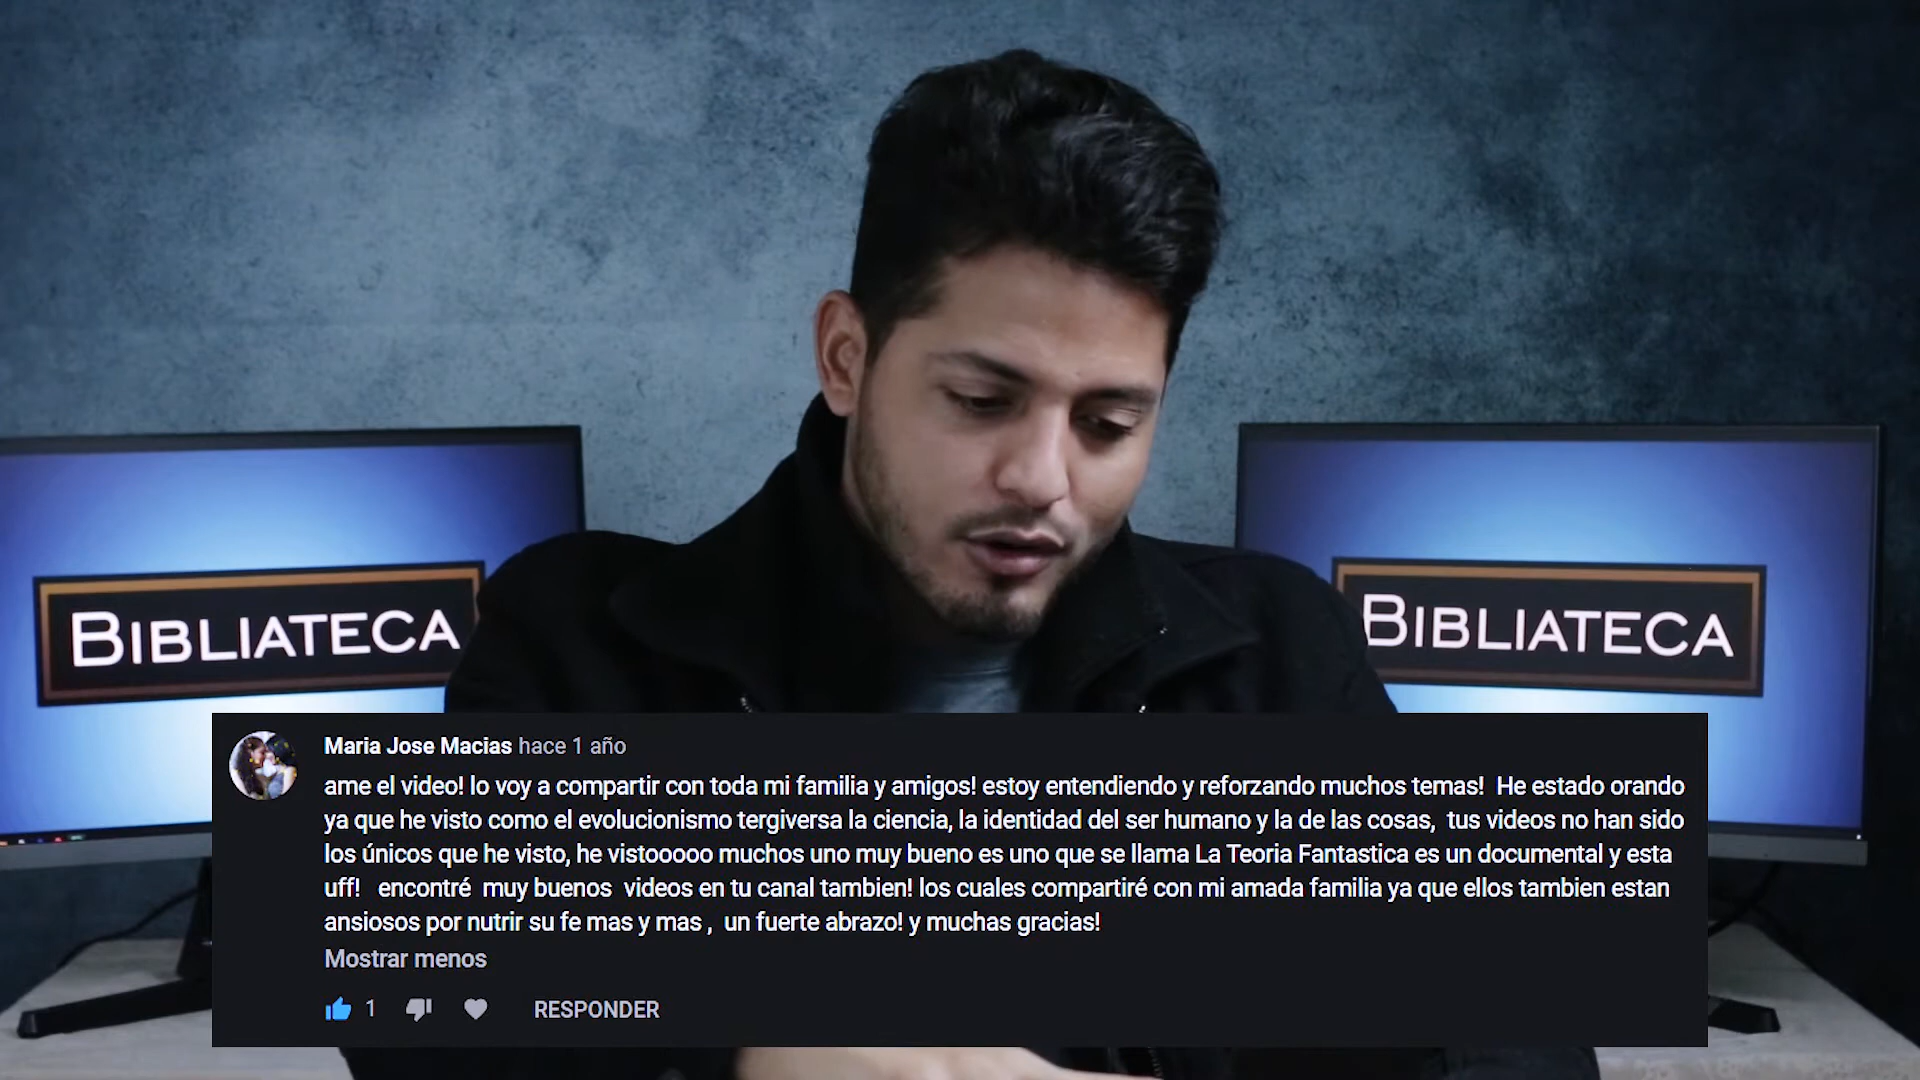 BIBLIATECA
BIBLIATECA
Maria Jose Macias hace 1 año
ame el video! lo voy a compartir con toda mi familia y amigos! estoy entendiendo y reforzando muchos temas!  He estado orando
ya que he visto como el evolucionismo tergiversa la ciencia, la identidad del ser humano y la de las cosas,  tus videos no han sido
los únicos que he visto, he vistooooo muchos uno muy bueno es uno que se llama La Teoria Fantastica es un documental y esta
uff!   encontré  muy buenos  videos en tu canal tambien! los cuales compartiré con mi amada familia ya que ellos tambien estan
ansiosos por nutrir su fe mas y mas ,  un fuerte abrazo! y muchas gracias!
Mostrar menos
1 RESPONDER